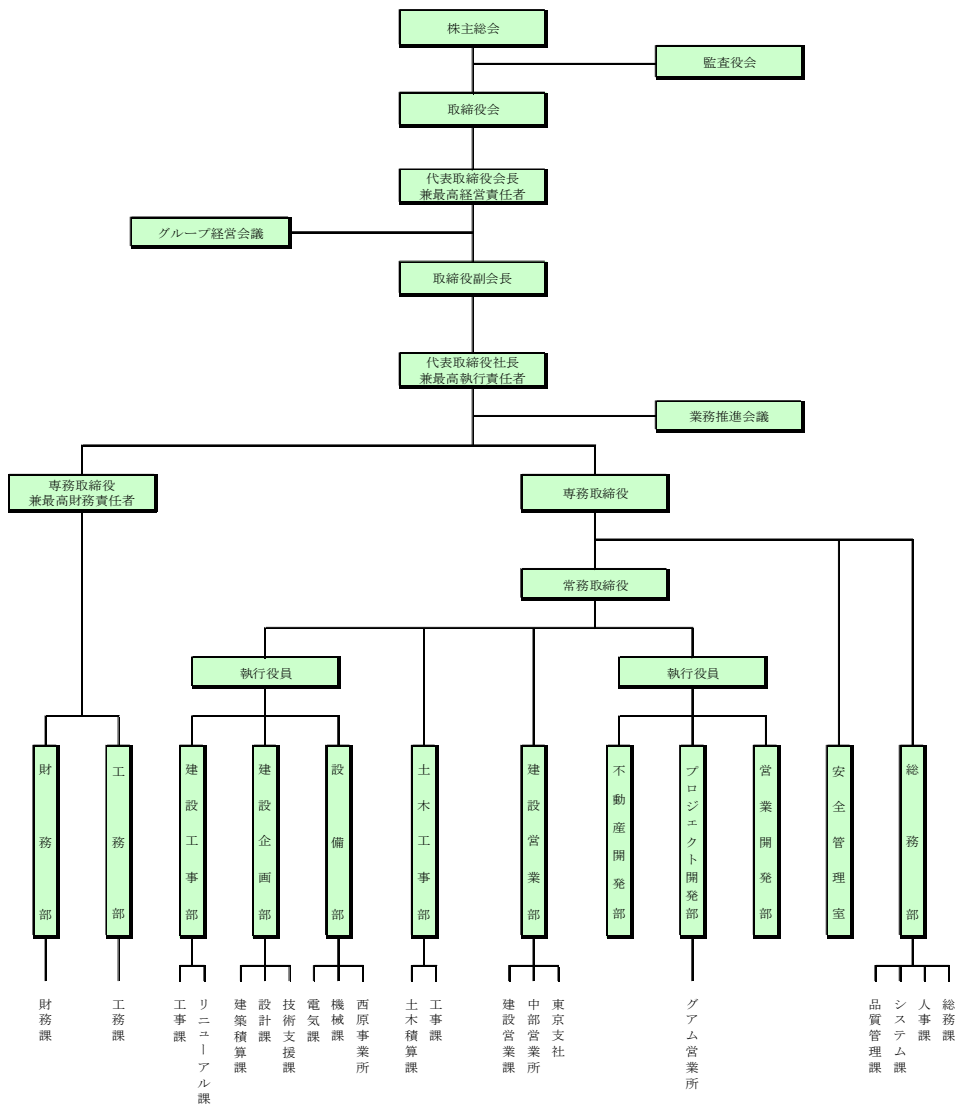 株主総会
監査役会
取締役会
代表取締役会長
兼最高経営責任者
グループ経営会議
取締役副会長
代表取締役社長
兼最高執行責任者
業務推進会議
専務取締役
兼最高財務責任者
専務取締役
常務取締役
執行役員
執行役員
財務部
工務部
建設工事部
建設企画部
設備部
土木工事部
建設営業部
不動産開発部
プロジェクト開発部
営業開発部
安全管理室
総務部
財務課
工務課
工事課
リニューアル課
建築積算課
設計課
技術支援課
電気課
機械課
西原事業所
土木積算課
工事課
建設営業課
中部営業所
東京支社
グアム営業所
品質管理課
システム課
人事課
総務課